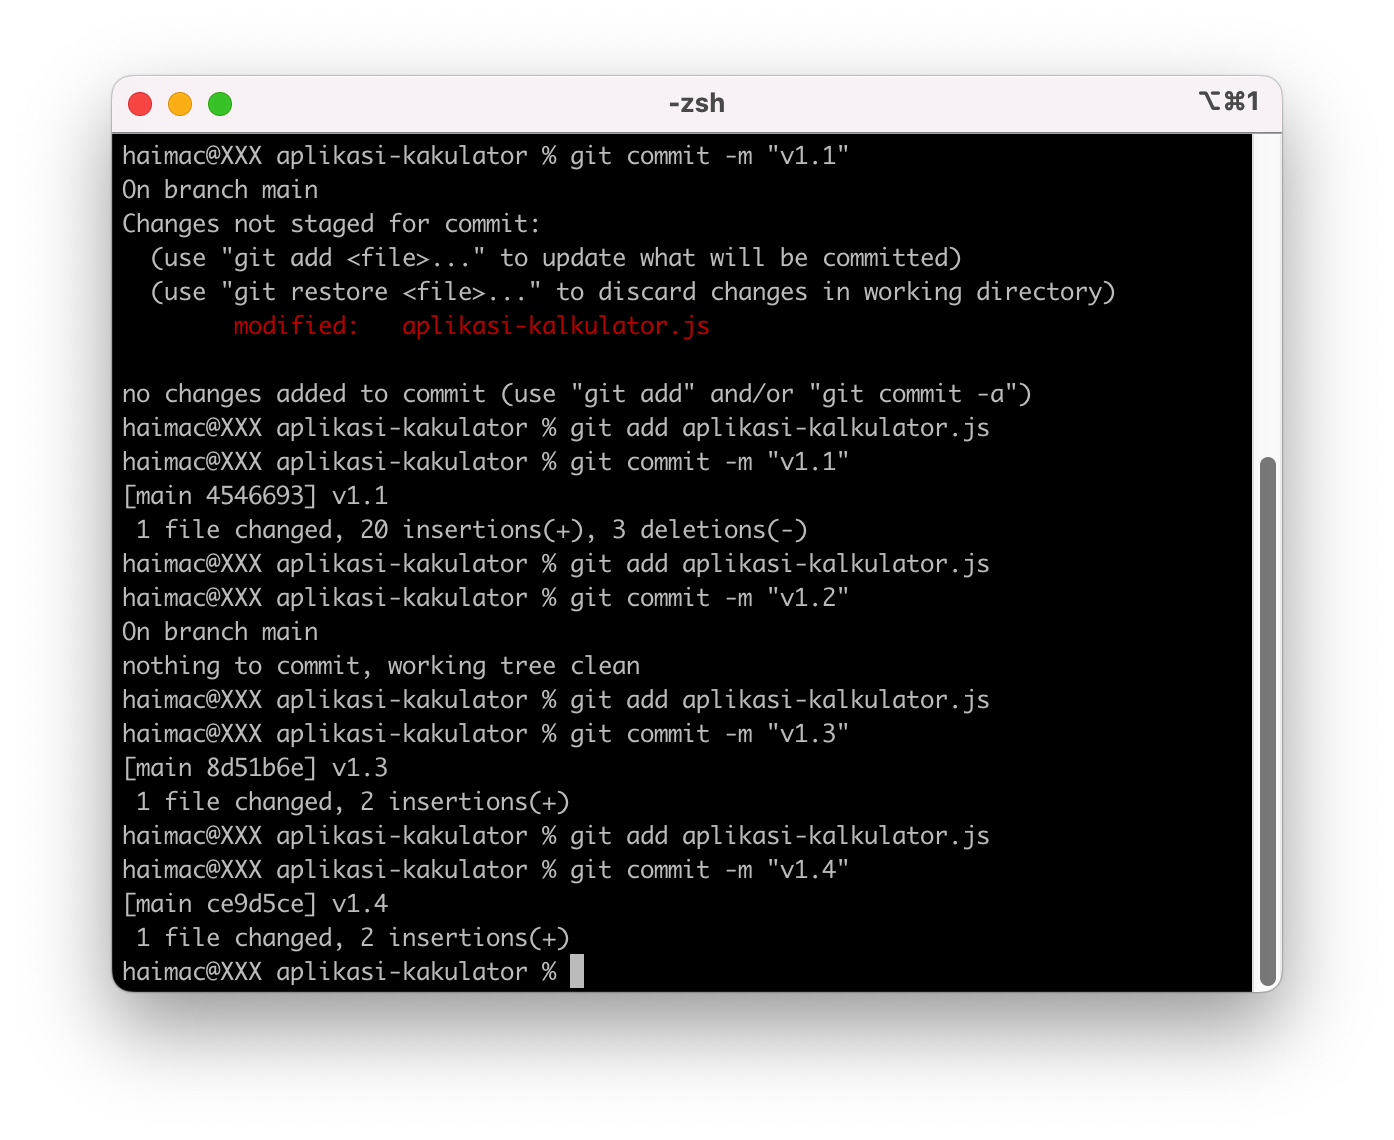 -zsh
⌥⌘1
haimac@XXX aplikasi-kakulator % git commit -m "v1.1"
On branch main
Changes not staged for commit:
  (use "git add <file>..." to update what will be committed)
  (use "git restore <file>..." to discard changes in working directory)
        modified:   aplikasi-kalkulator.js

no changes added to commit (use "git add" and/or "git commit -a")
haimac@XXX aplikasi-kakulator % git add aplikasi-kalkulator.js
haimac@XXX aplikasi-kakulator % git commit -m "v1.1"
[main 4546693] v1.1
 1 file changed, 20 insertions(+), 3 deletions(-)
haimac@XXX aplikasi-kakulator % git add aplikasi-kalkulator.js
haimac@XXX aplikasi-kakulator % git commit -m "v1.2"
On branch main
nothing to commit, working tree clean
haimac@XXX aplikasi-kakulator % git add aplikasi-kalkulator.js
haimac@XXX aplikasi-kakulator % git commit -m "v1.3"
[main 8d51b6e] v1.3
 1 file changed, 2 insertions(+)
haimac@XXX aplikasi-kakulator % git add aplikasi-kalkulator.js
haimac@XXX aplikasi-kakulator % git commit -m "v1.4"
[main ce9d5ce] v1.4
 1 file changed, 2 insertions(+)
haimac@XXX aplikasi-kakulator %